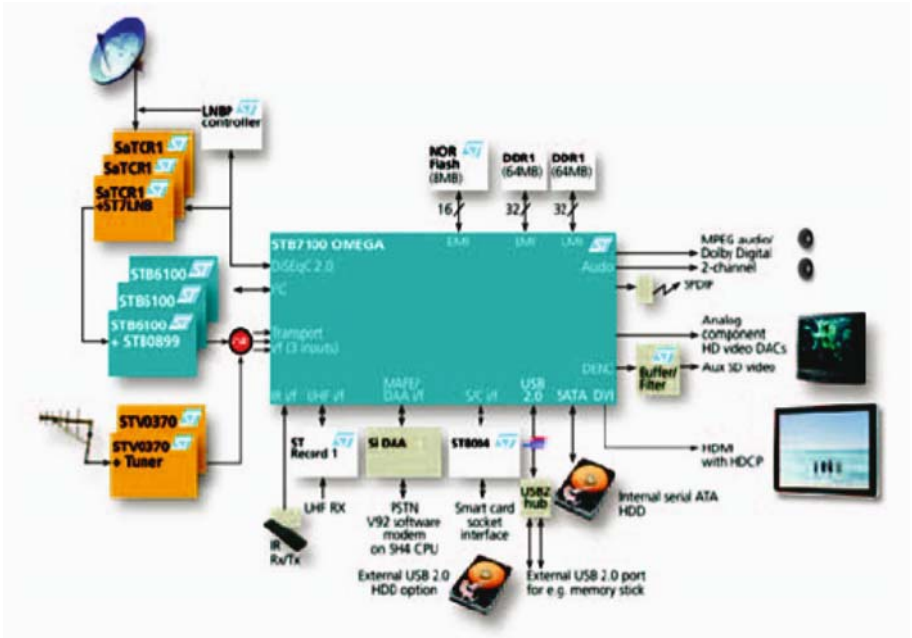 LNBP
controller
SaTCR1
SaTCR1
SaTCR1
+ST7LNB
NOR
Flash
(8MB)
DDR1
(64MB)
DDR1
(64MB)
16
32
32
STB7100 OMEGA
EMI
LMI
LMI
DiSEqC 2.0
I²C
Audio
MPEG audio/
Dolby Digital
2-channel
SPDIF
STB6100
STB6100
STB6100
+ STB0899
Transport
i/f (3 inputs)
Analog
component
HD video DACs
DENC
Buffer/
Filter
Aux SD video
IR i/f
UHF i/f
MAFE/
DAA i/f
S/C i/f
USB
2.0
SATA
DVI
STV0370
STV0370
+ Tuner
ST
Record 1
Si DAA
ST8004
HDMI
with HDCP
USB2
hub
Internal serial ATA
HDD
UHF RX
PSTN
V92 software
modem
on SH4 CPU
Smart card
socket
interface
IR
Rx/Tx
External USB 2.0
HDD option
External USB 2.0 port
for e.g. memory stick